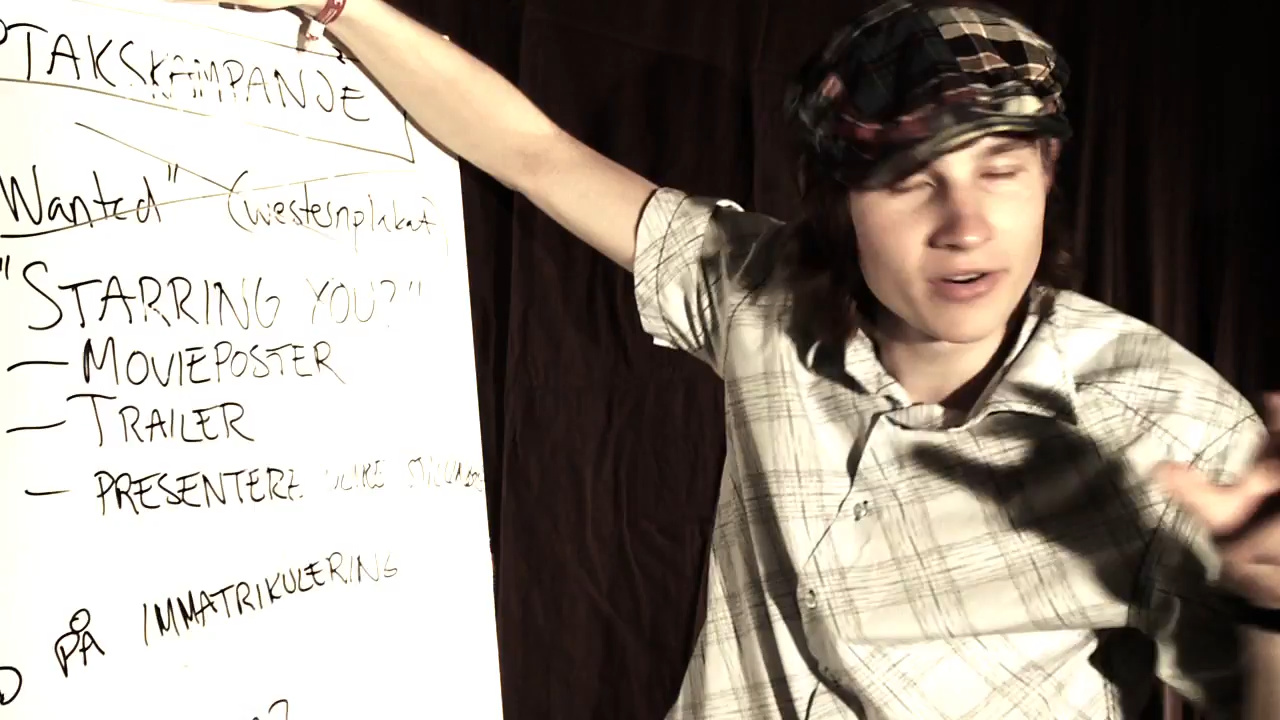 TAKSKAMPANJE
Wanted" (westernplakat)
"STARRING YOU?"
— MOVIEPOSTER
— TRAILER
— PRESENTERE
PÅ IMMATRIKULERING